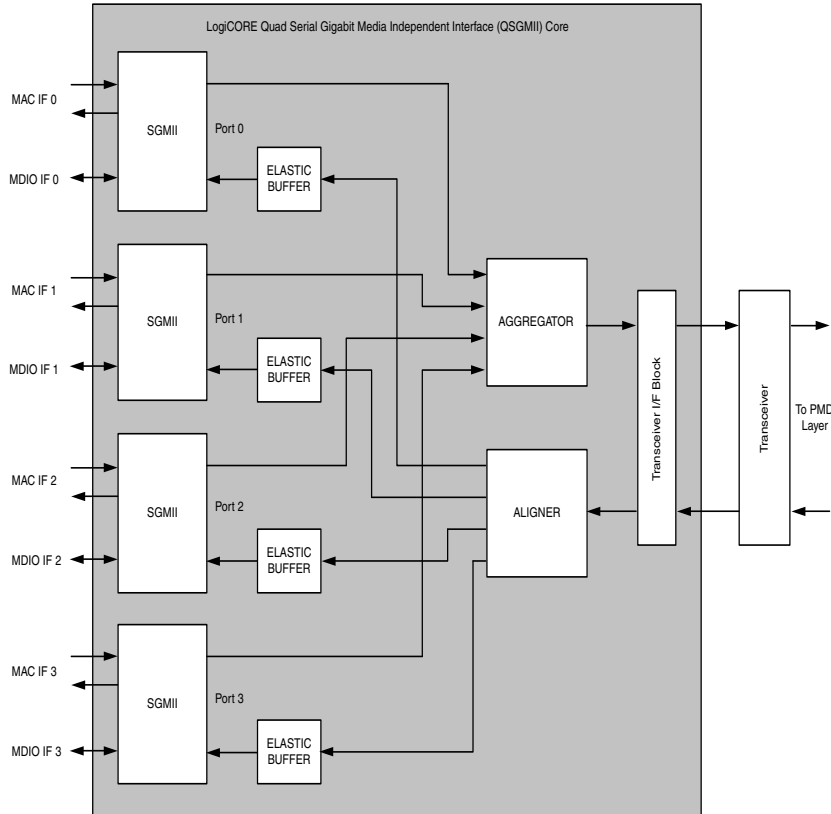 LogiCORE Quad Serial Gigabit Media Independent Interface (QSGMII) Core
MAC IF 0
SGMII
Port 0
MDIO IF 0
ELASTIC
BUFFER
MAC IF 1
SGMII
Port 1
MDIO IF 1
ELASTIC
BUFFER
AGGREGATOR
Transceiver I/F Block
Transceiver
To PMD
Layer
MAC IF 2
SGMII
Port 2
MDIO IF 2
ELASTIC
BUFFER
ALIGNER
MAC IF 3
SGMII
Port 3
MDIO IF 3
ELASTIC
BUFFER